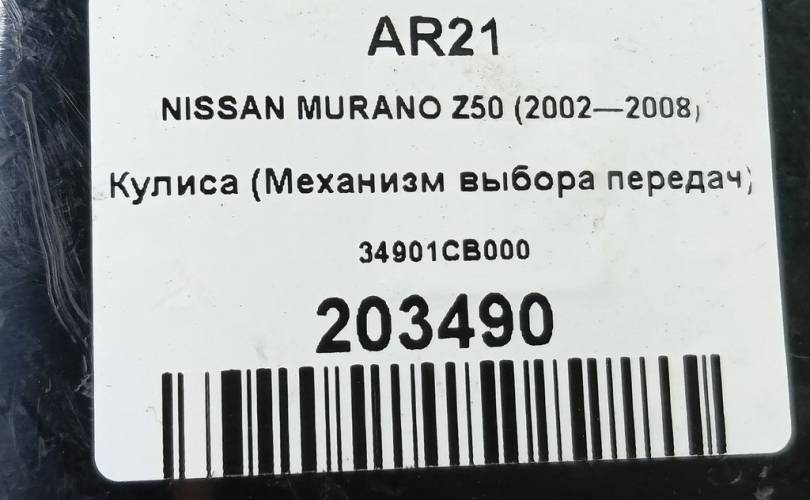 AR21
NISSAN MURANO Z50 (2002—2008)
Кулиса (Механизм выбора передач)
34901CB000
203490